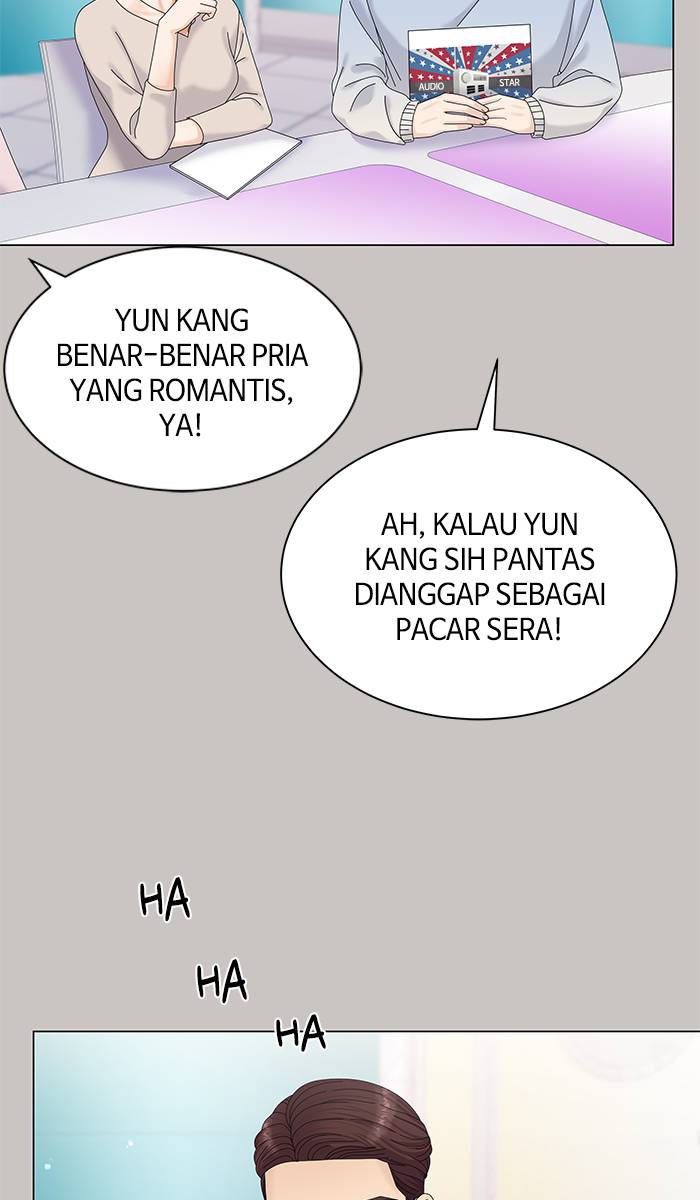 AUDIO STAR
YUN KANG
BENAR-BENAR PRIA
YANG ROMANTIS,
YA!
AH, KALAU YUN
KANG SIH PANTAS
DIANGGAP SEBAGAI
PACAR SERA!
HA
HA
HA